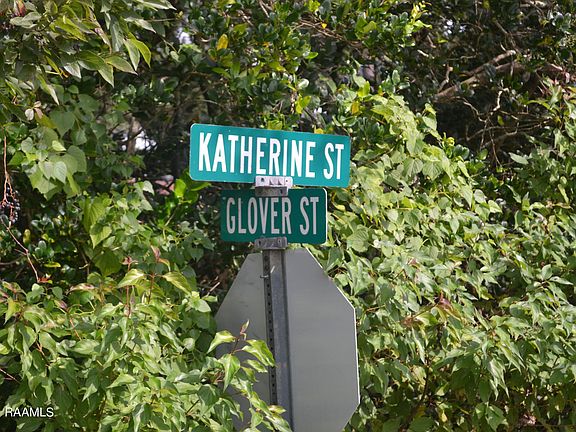 KATHERINE ST
GLOVER ST
RAAMLS